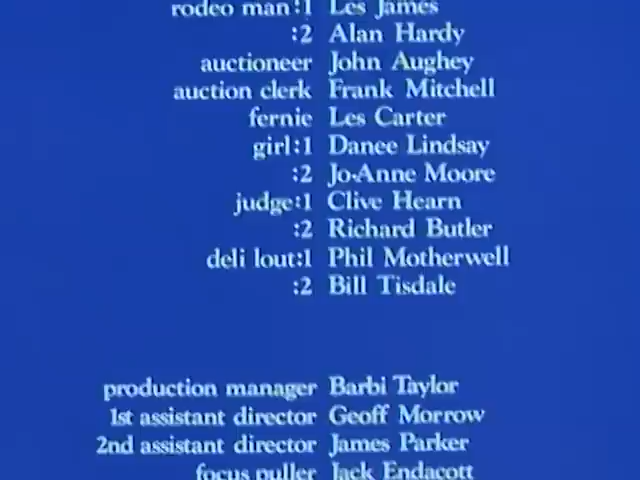 rodeo man:1 Les James
:2 Alan Hardy
auctioneer John Aughey
auction clerk Frank Mitchell
fernie Les Carter
girl:1 Danee Lindsay
:2 Jo-Anne Moore
judge:1 Clive Hearn
:2 Richard Butler
deli lout:1 Phil Motherwell
:2 Bill Tisdale
production manager Barbi Taylor
1st assistant director Geoff Morrow
2nd assistant director James Parker
focus puller Jack Endacott